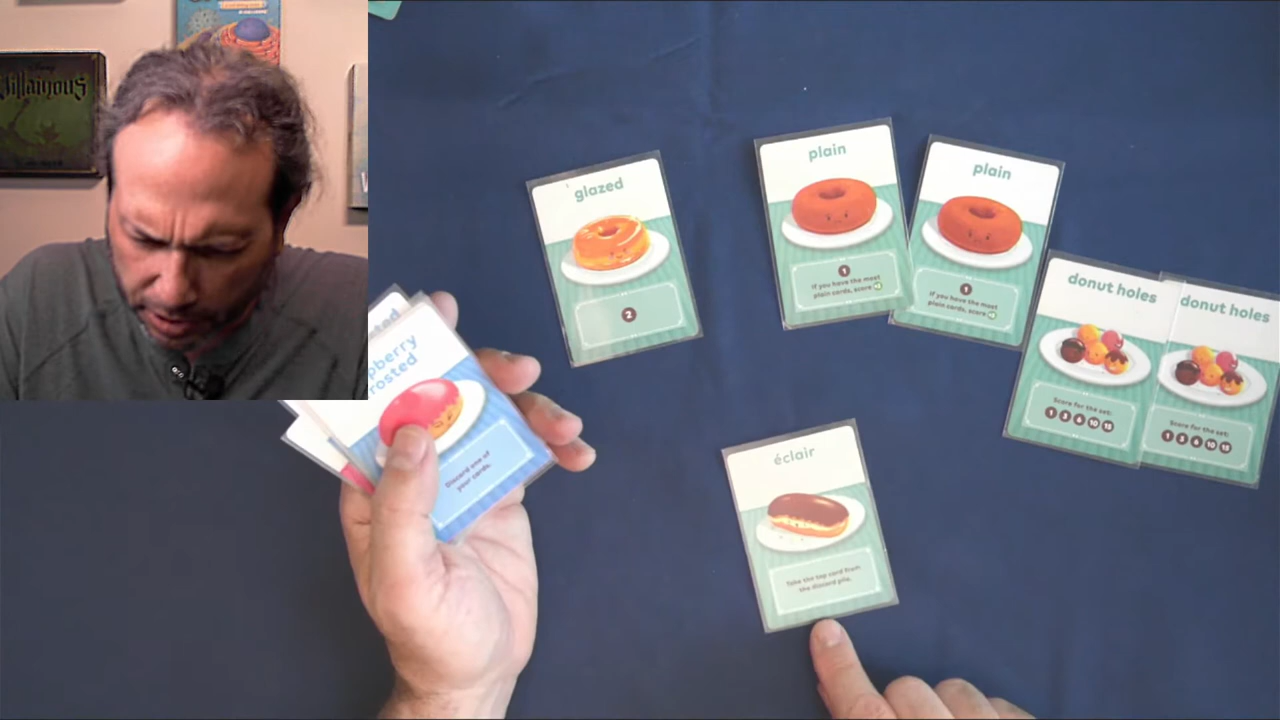 Villainous
glazed
2
plain
1
If you have the most
plain cards, score
plain
1
If you have the most
plain cards, score
donut holes
Score for the set:
1 3 6 10 15
donut holes
Score for the set:
1 3 6 10 15
pberry
rosted
Discard one of
your cards.
éclair
Take the top card from
the discard pile.